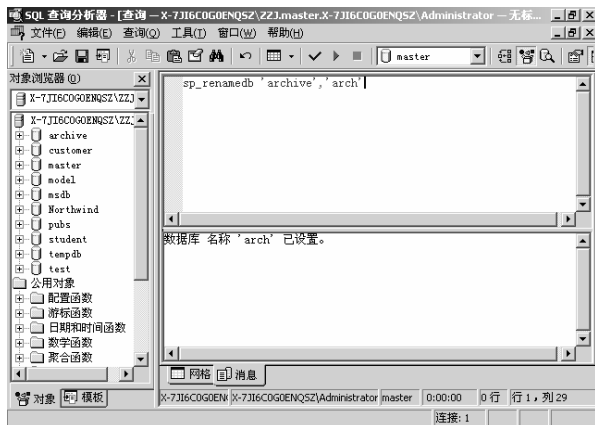 SQL 查询分析器 - [查询 — X-7JI6C0G0ENQSZ\ZZJ.master.X-7JI6C0G0ENQSZ\Administrator — 无标...
文件(F) 编辑(E) 查询(Q) 工具(T) 窗口(W) 帮助(H)
master
对象浏览器(O)
X-7JI6C0G0ENQSZ\ZZJ
X-7JI6C0G0ENQSZ\ZZJ
archive
customer
master
model
msdb
Northwind
pubs
student
tempdb
test
公用对象
配置函数
游标函数
日期和时间函数
数学函数
聚合函数
对象 模板
sp_renamedb 'archive','arch'
数据库 名称 'arch' 已设置。
网格 消息
X-7JI6C0G0EN X-7JI6C0G0ENQSZ\Administrator master 0:00:00 0 行 行 1，列 29
连接: 1